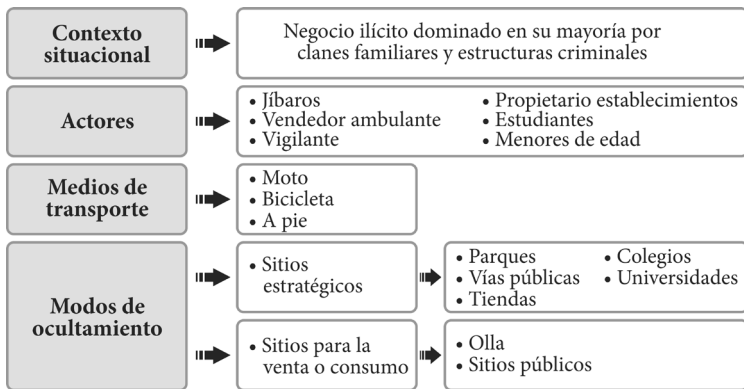 Contexto
situacional
Negocio ilícito dominado en su mayoría por
clanes familiares y estructuras criminales
Actores
• Jíbaros
• Vendedor ambulante
• Vigilante
• Propietario establecimientos
• Estudiantes
• Menores de edad
Medios de
transporte
• Moto
• Bicicleta
• A pie
Modos de
ocultamiento
• Sitios
estratégicos
• Parques
• Vías públicas
• Tiendas
• Colegios
• Universidades
• Sitios para la
venta o consumo
• Olla
• Sitios públicos